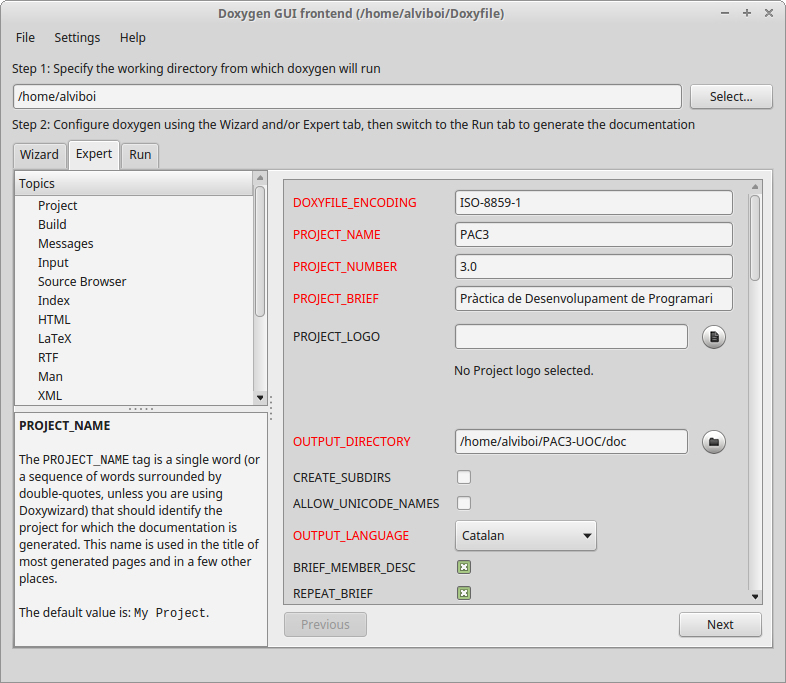 Doxygen GUI frontend (/home/alviboi/Doxyfile)
File Settings Help
Step 1: Specify the working directory from which doxygen will run
/home/alviboi Select...
Step 2: Configure doxygen using the Wizard and/or Expert tab, then switch to the Run tab to generate the documentation
Wizard Expert Run
Topics
Project
Build
Messages
Input
Source Browser
Index
HTML
LaTeX
RTF
Man
XML
PROJECT_NAME
The PROJECT_NAME tag is a single word (or
a sequence of words surrounded by
double-quotes, unless you are using
Doxywizard) that should identify the
project for which the documentation is
generated. This name is used in the title of
most generated pages and in a few other
places.
The default value is: My Project.
DOXYFILE_ENCODING ISO-8859-1
PROJECT_NAME PAC3
PROJECT_NUMBER 3.0
PROJECT_BRIEF Pràctica de Desenvolupament de Programari
PROJECT_LOGO
No Project logo selected.
OUTPUT_DIRECTORY /home/alviboi/PAC3-UOC/doc
CREATE_SUBDIRS
ALLOW_UNICODE_NAMES
OUTPUT_LANGUAGE Catalan
BRIEF_MEMBER_DESC
REPEAT_BRIEF
Previous Next